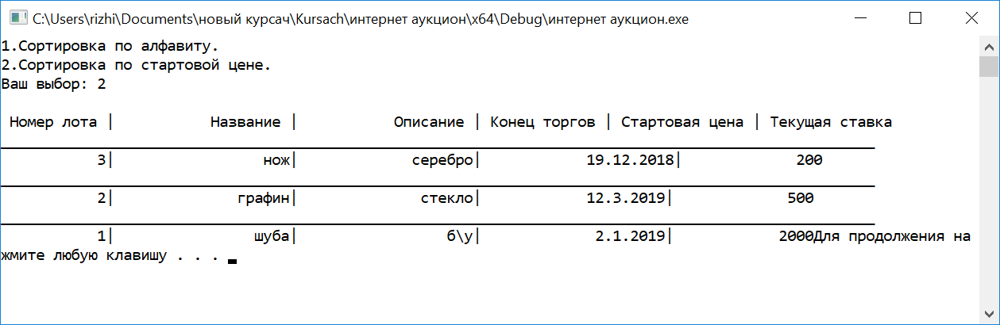 C:\Users\rizhi\Documents\новый курсач\Kursach\интернет аукцион\x64\Debug\интернет аукцион.exe
1.Сортировка по алфавиту.
2.Сортировка по стартовой цене.
Ваш выбор: 2
Номер лота | Название | Описание | Конец торгов | Стартовая цена | Текущая ставка
3| нож| серебро| 19.12.2018| 200
2| графин| стекло| 12.3.2019| 500
1| шуба| б\у| 2.1.2019| 2000Для продолжения на
жмите любую клавишу . . .